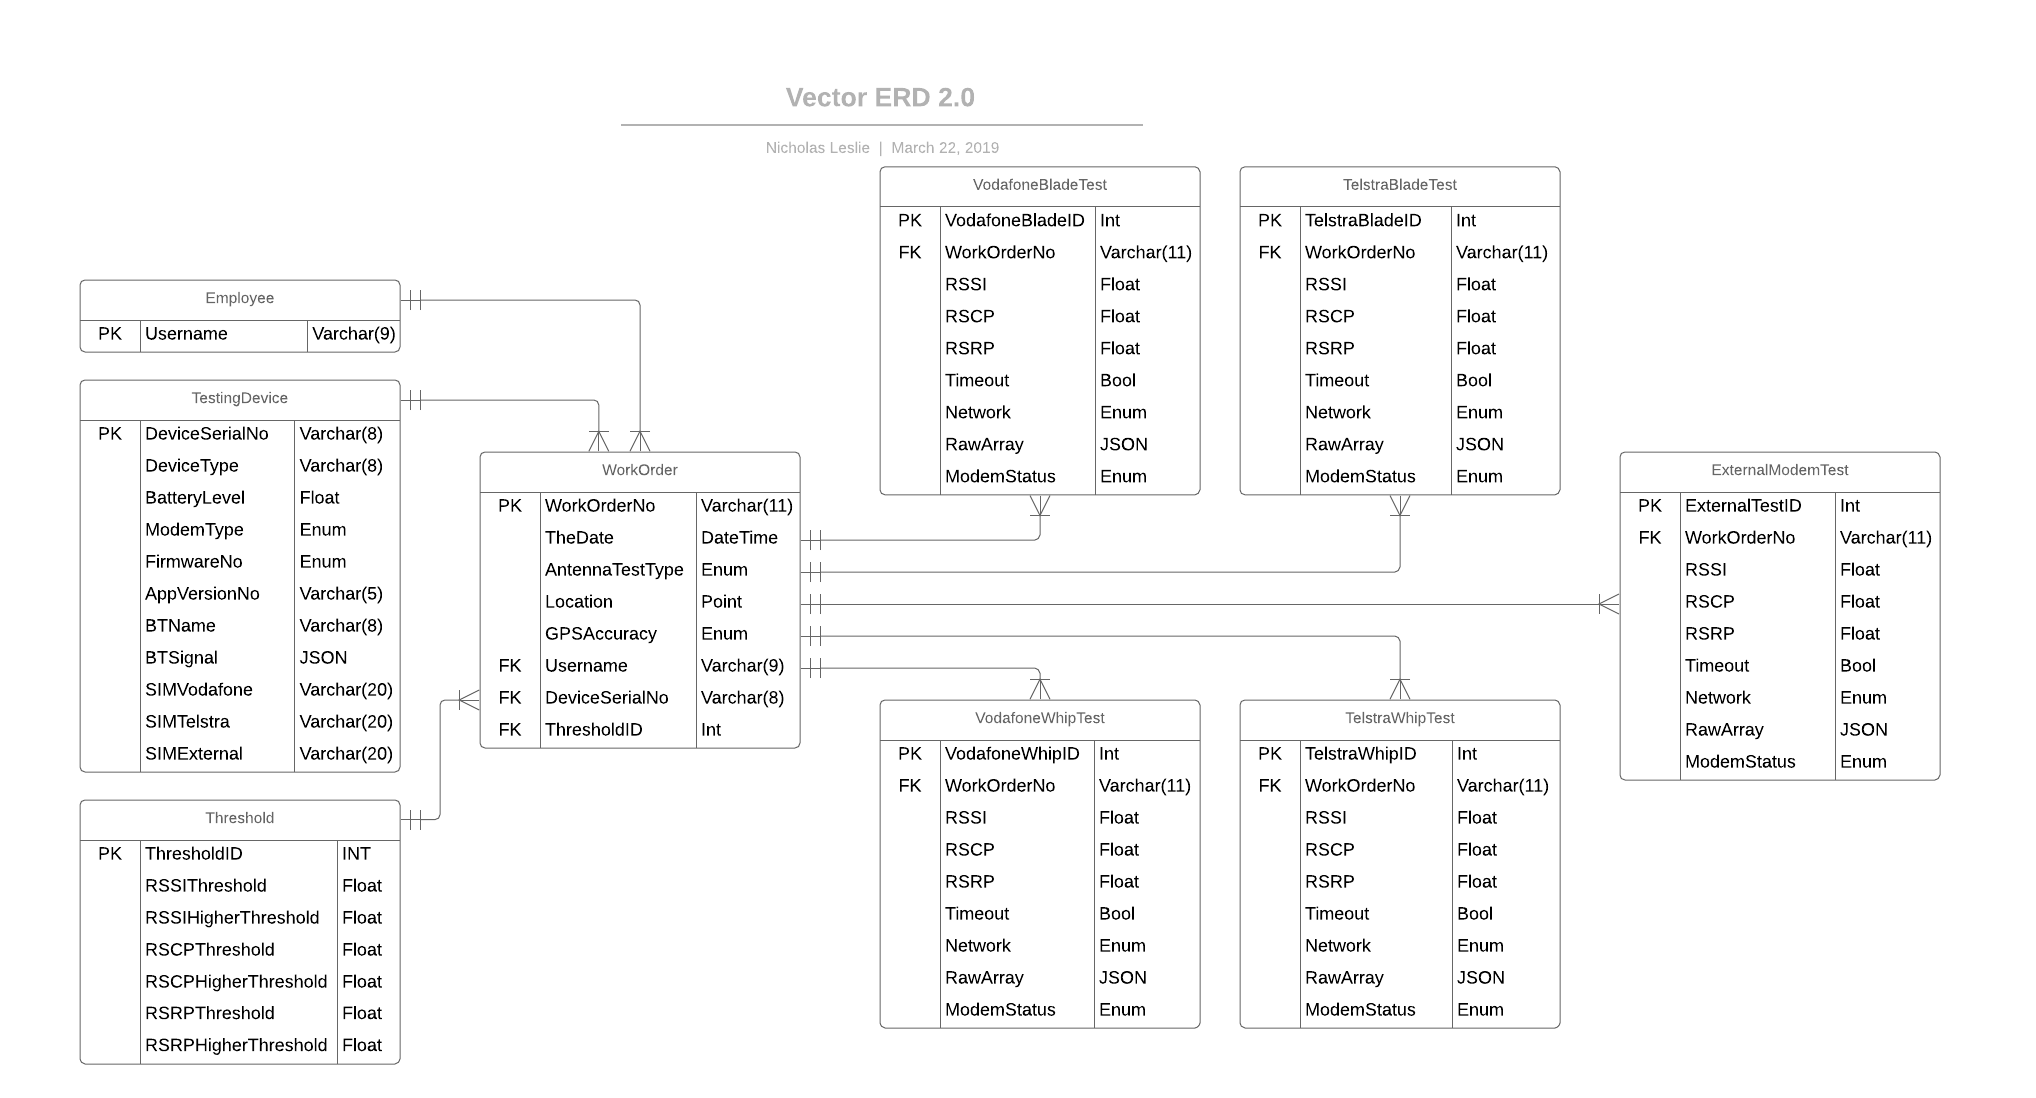 Vector ERD 2.0
Nicholas Leslie | March 22, 2019
Employee
PK Username Varchar(9)
TestingDevice
PK DeviceSerialNo Varchar(8)
DeviceType Varchar(8)
BatteryLevel Float
ModemType Enum
FirmwareNo Enum
AppVersionNo Varchar(5)
BTName Varchar(8)
BTSignal JSON
SIMVodafone Varchar(20)
SIMTelstra Varchar(20)
SIMExternal Varchar(20)
Threshold
PK ThresholdID INT
RSSIThreshold Float
RSSIHigherThreshold Float
RSCPThreshold Float
RSCPHigherThreshold Float
RSRPThreshold Float
RSRPHigherThreshold Float
WorkOrder
PK WorkOrderNo Varchar(11)
TheDate DateTime
AntennaTestType Enum
Location Point
GPSAccuracy Enum
FK Username Varchar(9)
FK DeviceSerialNo Varchar(8)
FK ThresholdID Int
VodafoneBladeTest
PK VodafoneBladeID Int
FK WorkOrderNo Varchar(11)
RSSI Float
RSCP Float
RSRP Float
Timeout Bool
Network Enum
RawArray JSON
ModemStatus Enum
TelstraBladeTest
PK TelstraBladeID Int
FK WorkOrderNo Varchar(11)
RSSI Float
RSCP Float
RSRP Float
Timeout Bool
Network Enum
RawArray JSON
ModemStatus Enum
VodafoneWhipTest
PK VodafoneWhipID Int
FK WorkOrderNo Varchar(11)
RSSI Float
RSCP Float
RSRP Float
Timeout Bool
Network Enum
RawArray JSON
ModemStatus Enum
TelstraWhipTest
PK TelstraWhipID Int
FK WorkOrderNo Varchar(11)
RSSI Float
RSCP Float
RSRP Float
Timeout Bool
Network Enum
RawArray JSON
ModemStatus Enum
ExternalModemTest
PK ExternalTestID Int
FK WorkOrderNo Varchar(11)
RSSI Float
RSCP Float
RSRP Float
Timeout Bool
Network Enum
RawArray JSON
ModemStatus Enum